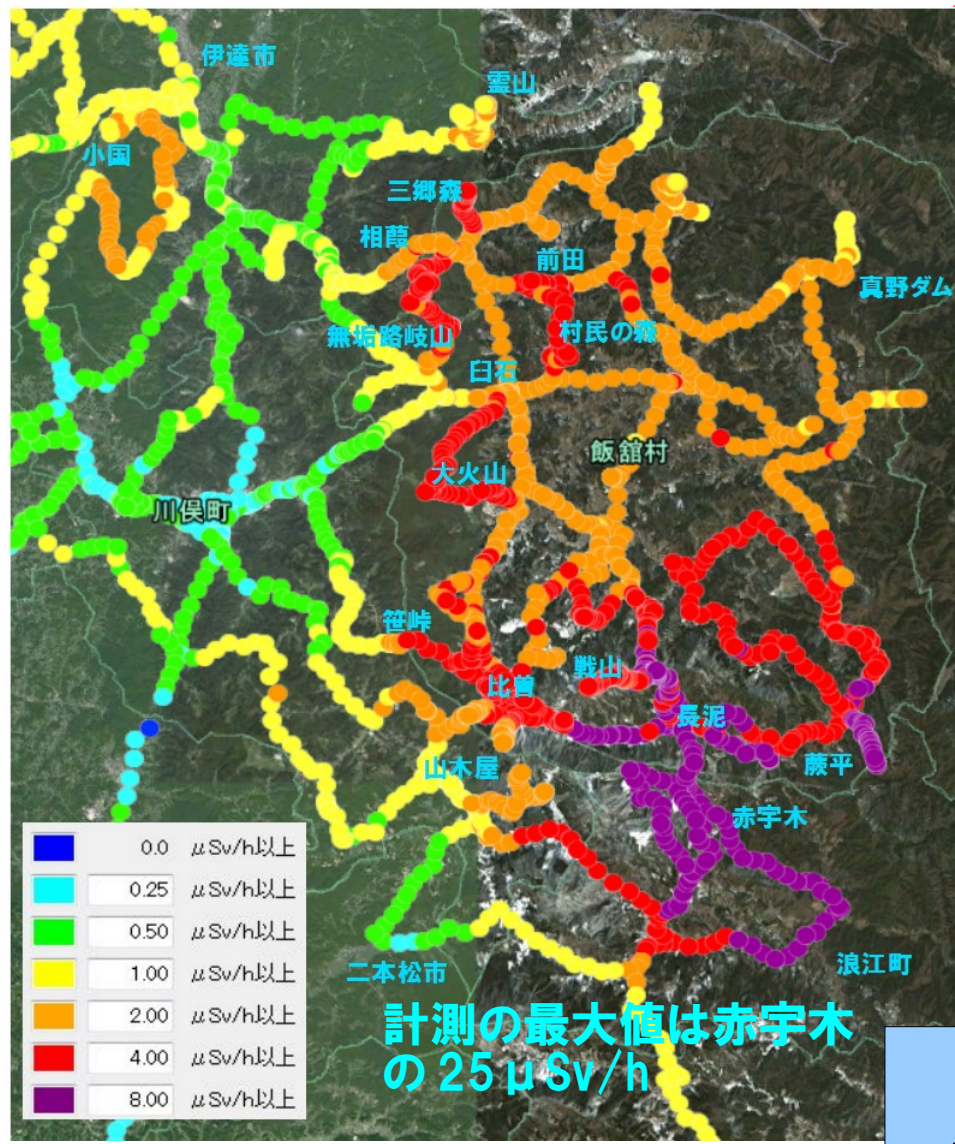 伊達市
霊山
小国
三郷森
相葭
前田
真野ダム
無垢路岐山
村民の森
臼石
飯舘村
大火山
川俣町
笹峠
戦山
比曽
長泥
山木屋
蕨平
赤宇木
二本松市
浪江町
計測の最大値は赤宇木
の25μSv/h
0.0 μSv/h以上
0.25 μSv/h以上
0.50 μSv/h以上
1.00 μSv/h以上
2.00 μSv/h以上
4.00 μSv/h以上
8.00 μSv/h以上